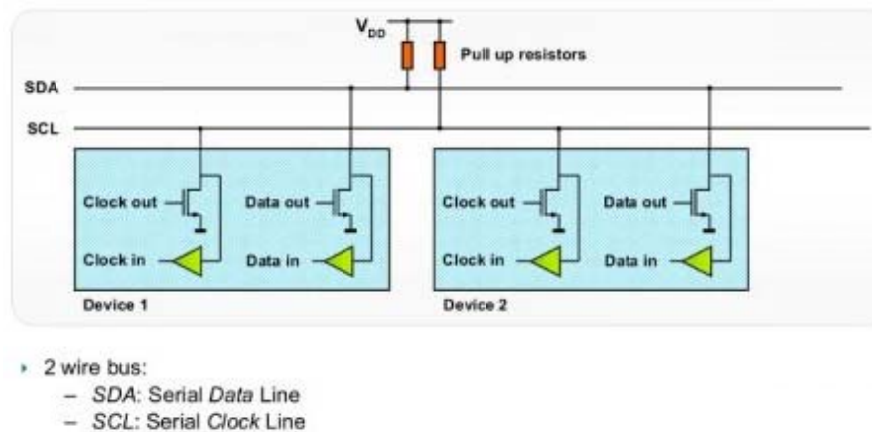 VDD
Pull up resistors
SDA
SCL
Clock out
Data out
Clock out
Data out
Clock in
Data in
Clock in
Data in
Device 1
Device 2
2 wire bus:
– SDA: Serial Data Line
– SCL: Serial Clock Line